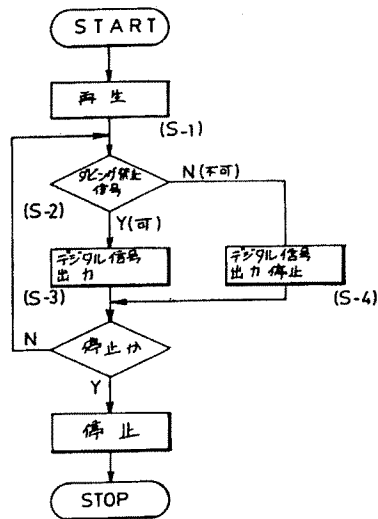 START
再生
(S-1)
ダビング禁止
信号
N(不可)
(S-2)
Y(可)
デジタル信号
出力
デジタル信号
出力停止
(S-3)
(S-4)
停止か
N
Y
停止
STOP